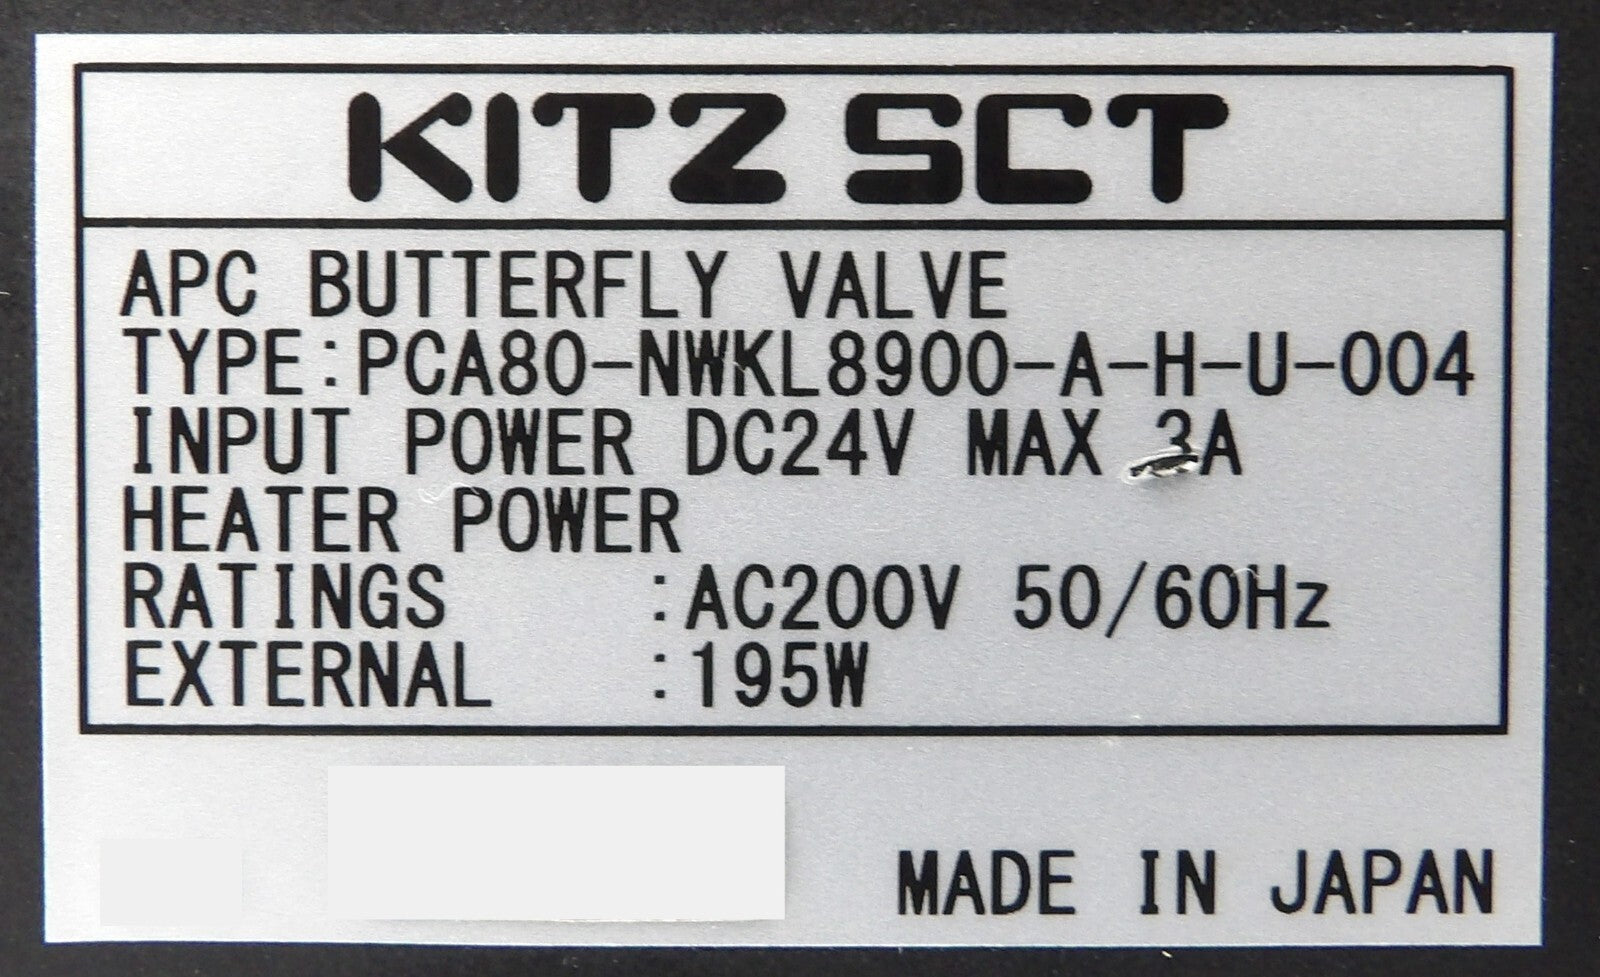 KITZ SCT
APC BUTTERFLY VALVE
TYPE:PCA80-NWKL8900-A-H-U-004
INPUT POWER DC24V MAX 3A
HEATER POWER
RATINGS :AC200V 50/60Hz
EXTERNAL :195W
MADE IN JAPAN